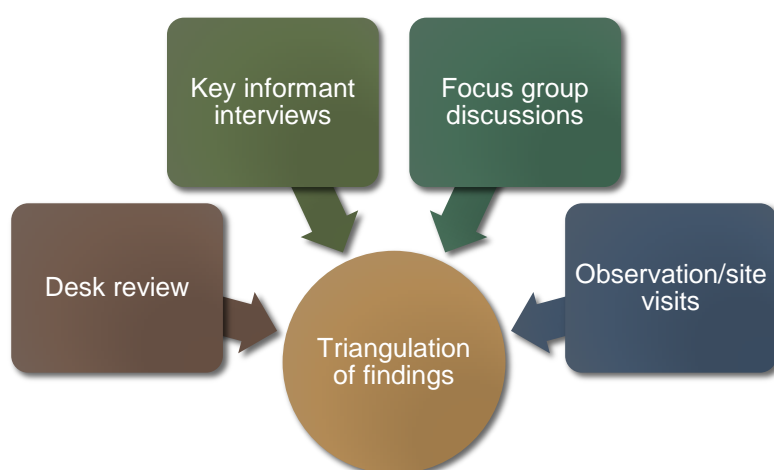 Key informant
interviews
Focus group
discussions
Desk review
Observation/site
visits
Triangulation
of findings